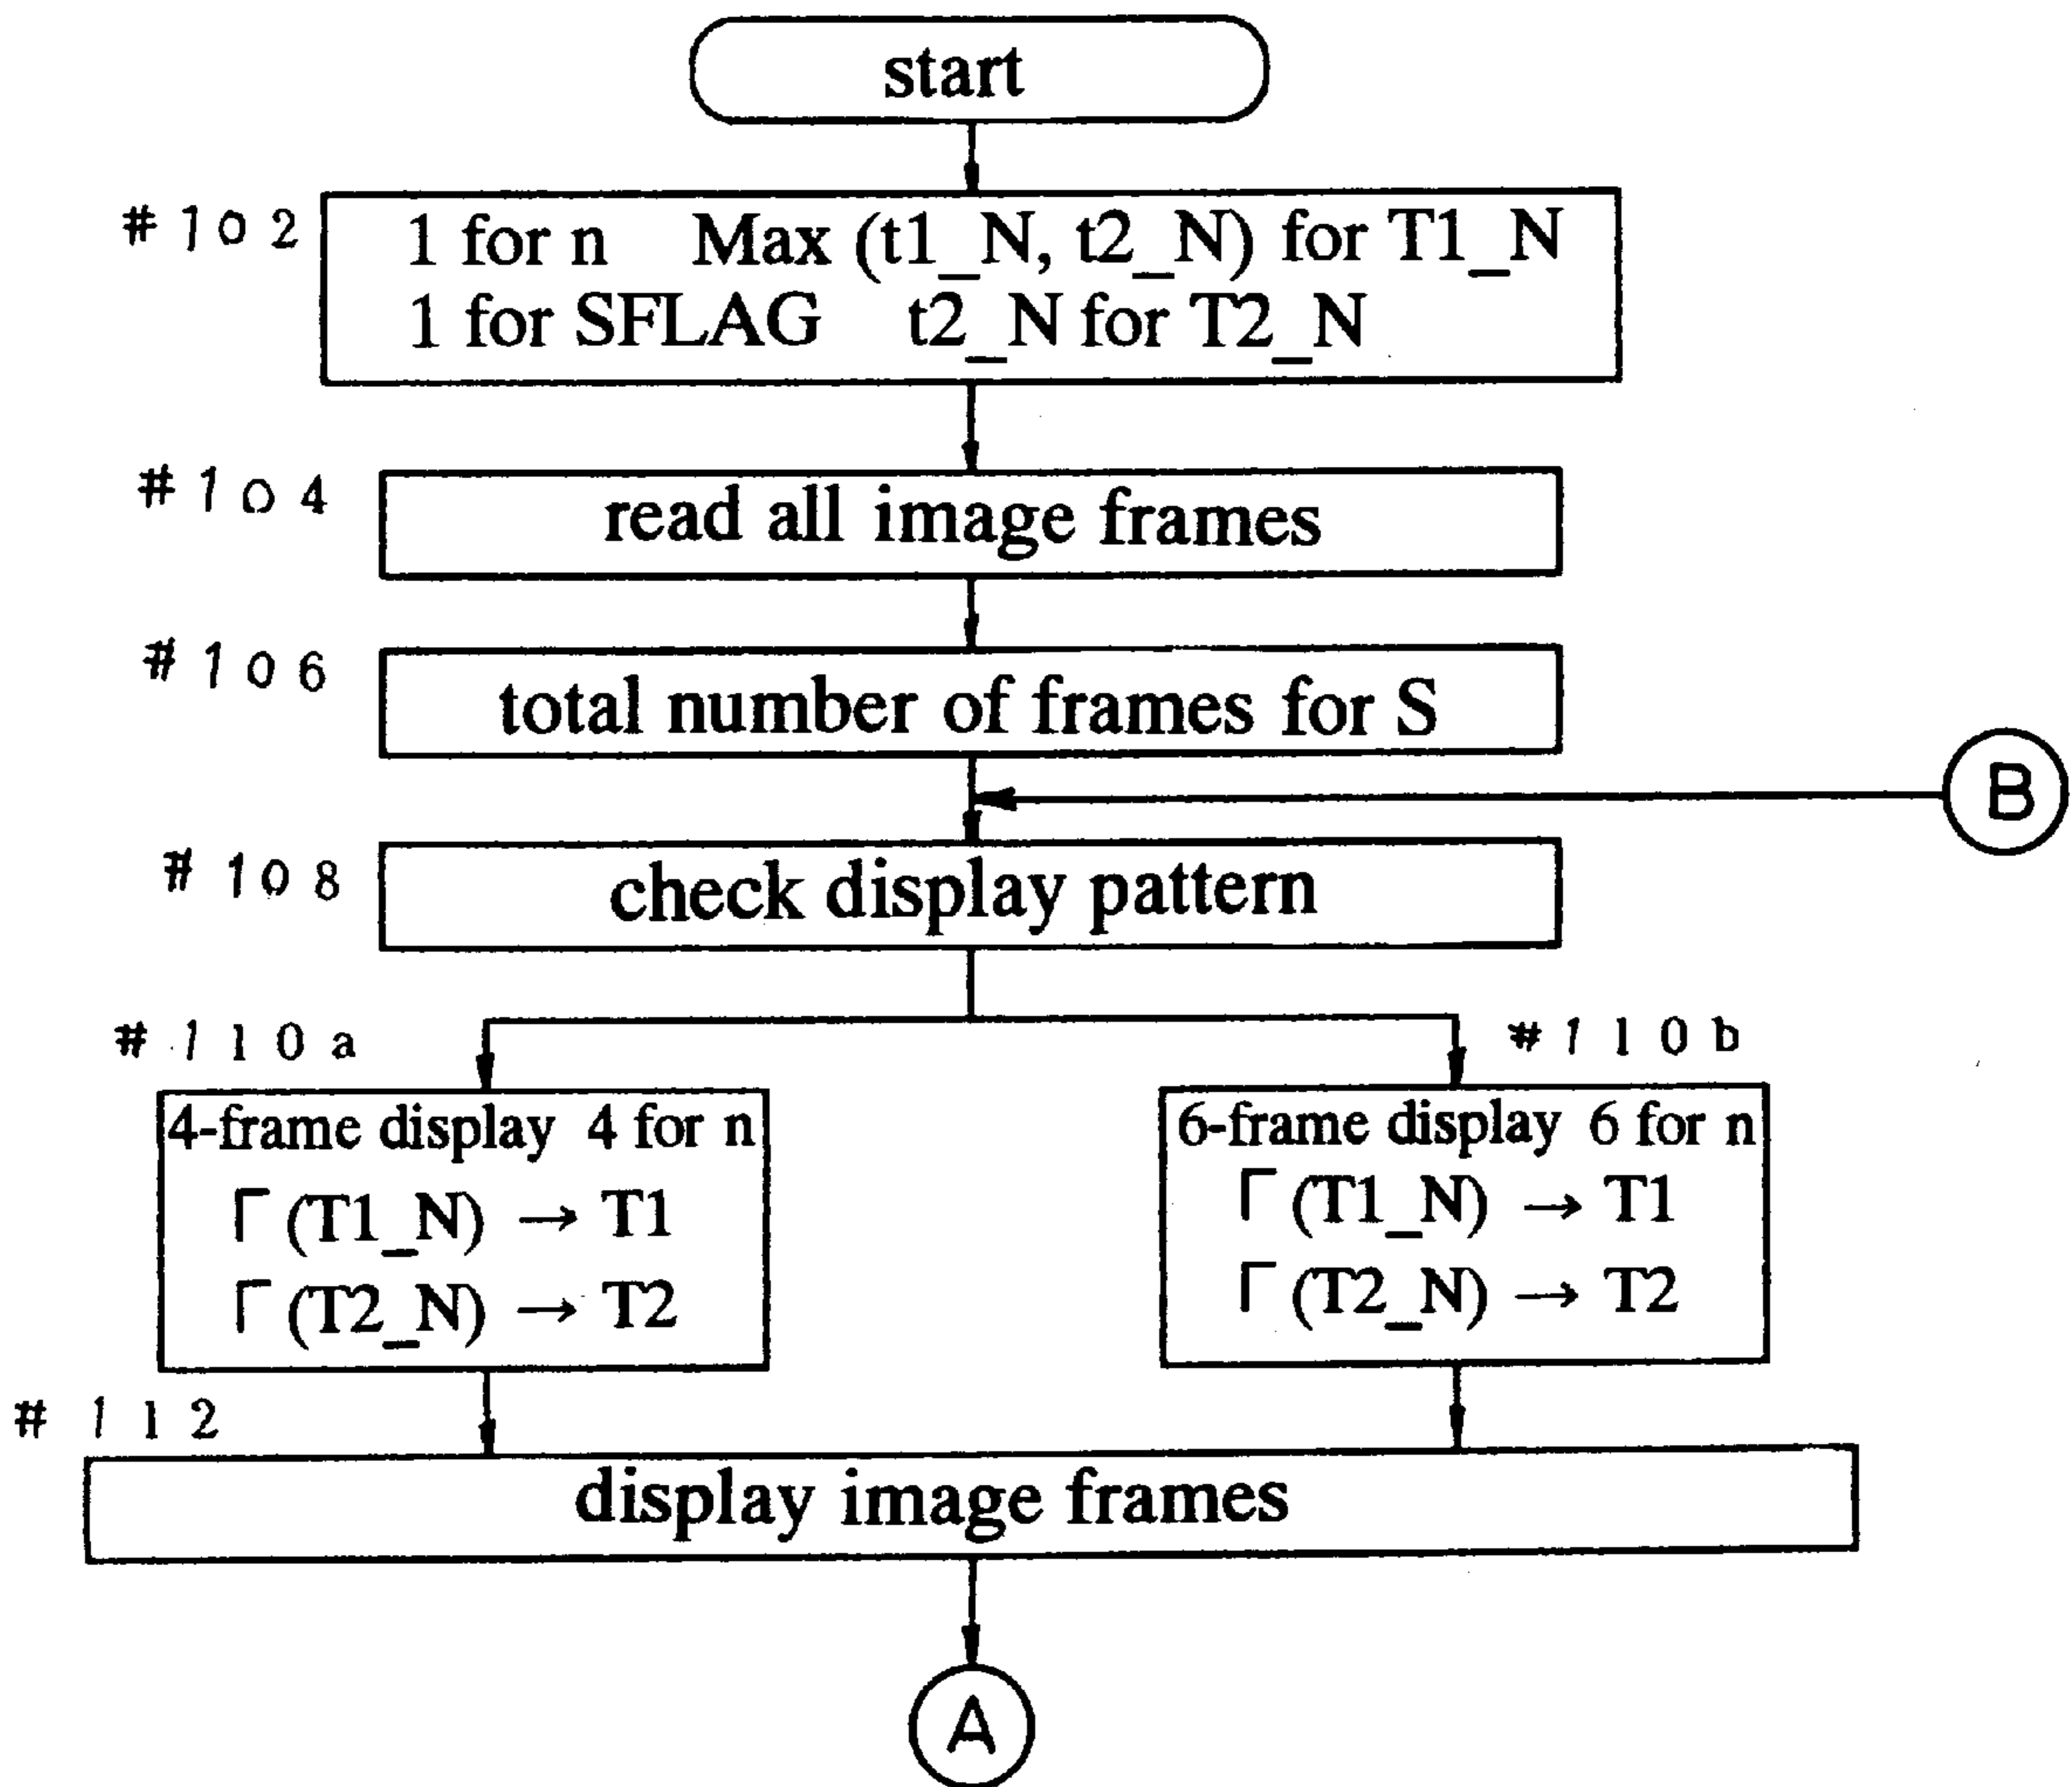 start
#102
1 for n Max (t1_N, t2_N) for T1_N
1 for SFLAG t2_N for T2_N
#104
read all image frames
#106
total number of frames for S
B
#108
check display pattern
#110a
#110b
4-frame display 4 for n
Γ (T1_N) → T1
Γ (T2_N) → T2
6-frame display 6 for n
Γ (T1_N) → T1
Γ (T2_N) → T2
#112
display image frames
A